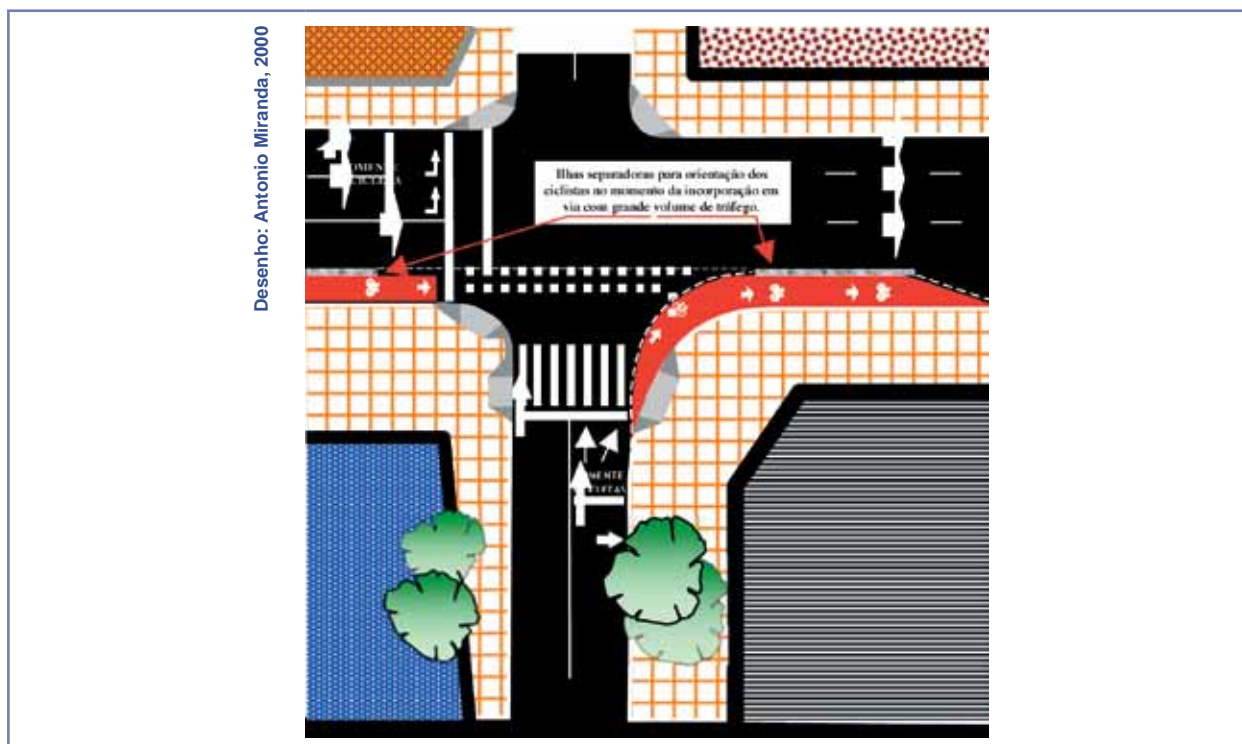 Desenho: Antonio Miranda, 2000
Ilhas separadoras para orientação dos
ciclistas no momento da incorporação em
via com grande volume de tráfego.